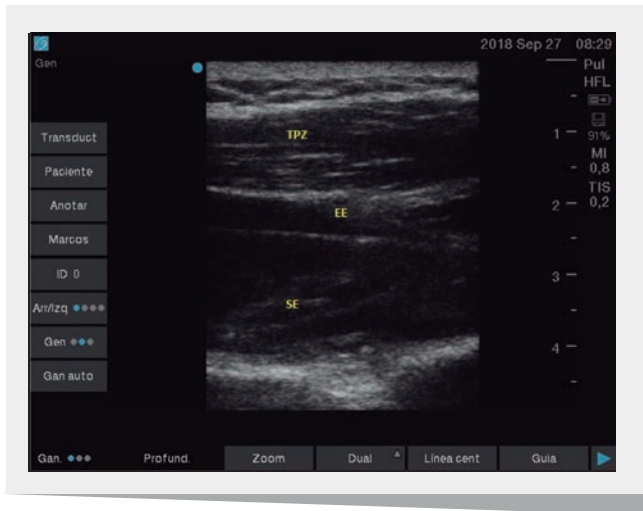 2018 Sep 27 08:29
Gen
Pul
HFL
91%
MI
0,8
TIS
0,2
TPZ
EE
SE
1
2
3
4
Transduct
Paciente
Anotar
Marcos
ID 0
Arr/Izq
Gen
Gan auto
Gan.
Profund.
Zoom
Dual
Línea cent
Guía